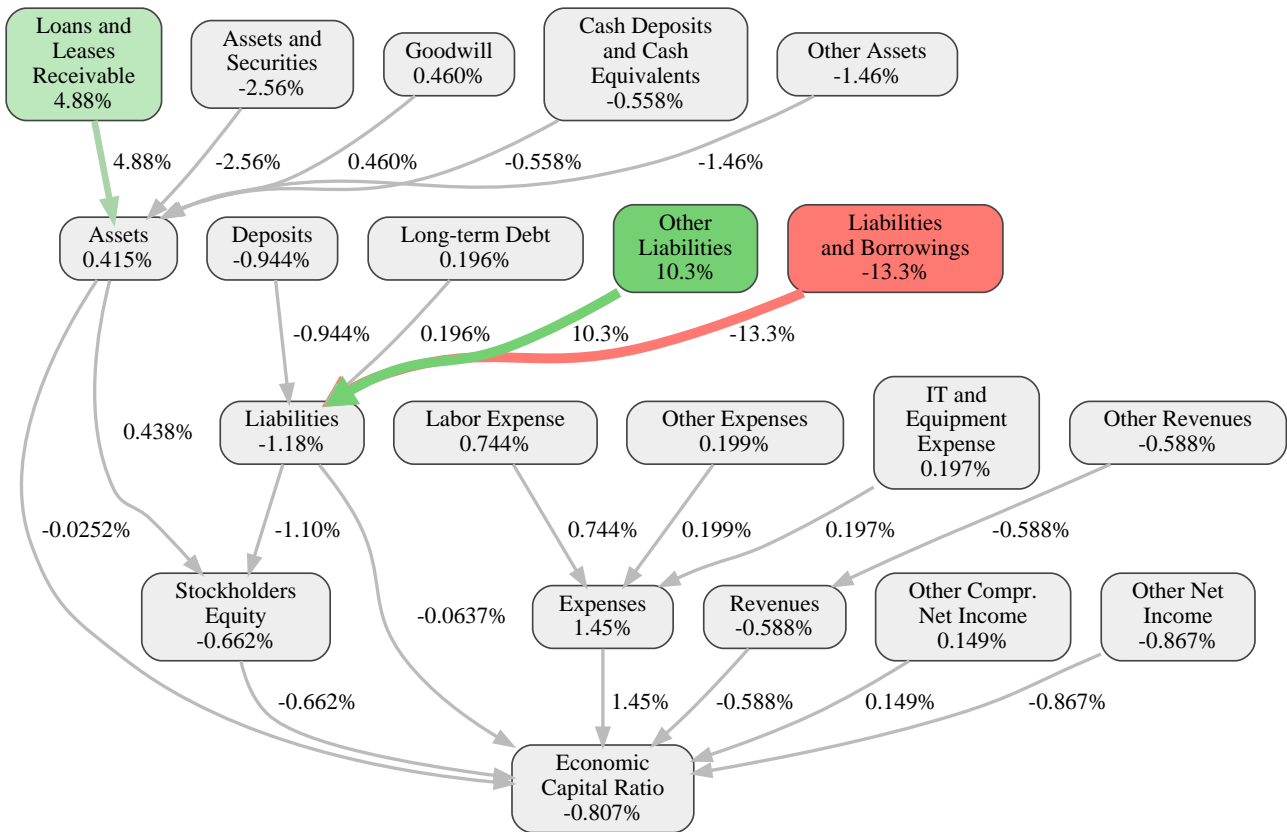 Loans and
Leases
Receivable
4.88%
Assets and
Securities
-2.56%
Goodwill
0.460%
Cash Deposits
and Cash
Equivalents
-0.558%
Other Assets
-1.46%
4.88%
-2.56%
0.460%
-0.558%
-1.46%
Assets
0.415%
Deposits
-0.944%
Long-term Debt
0.196%
Other
Liabilities
10.3%
Liabilities
and Borrowings
-13.3%
-0.944%
0.196%
10.3%
-13.3%
0.438%
Liabilities
-1.18%
Labor Expense
0.744%
Other Expenses
0.199%
IT and
Equipment
Expense
0.197%
Other Revenues
-0.588%
-0.0252%
-1.10%
0.744%
0.199%
0.197%
-0.588%
Stockholders
Equity
-0.662%
-0.0637%
Expenses
1.45%
Revenues
-0.588%
Other Compr.
Net Income
0.149%
Other Net
Income
-0.867%
-0.662%
1.45%
-0.588%
0.149%
-0.867%
Economic
Capital Ratio
-0.807%